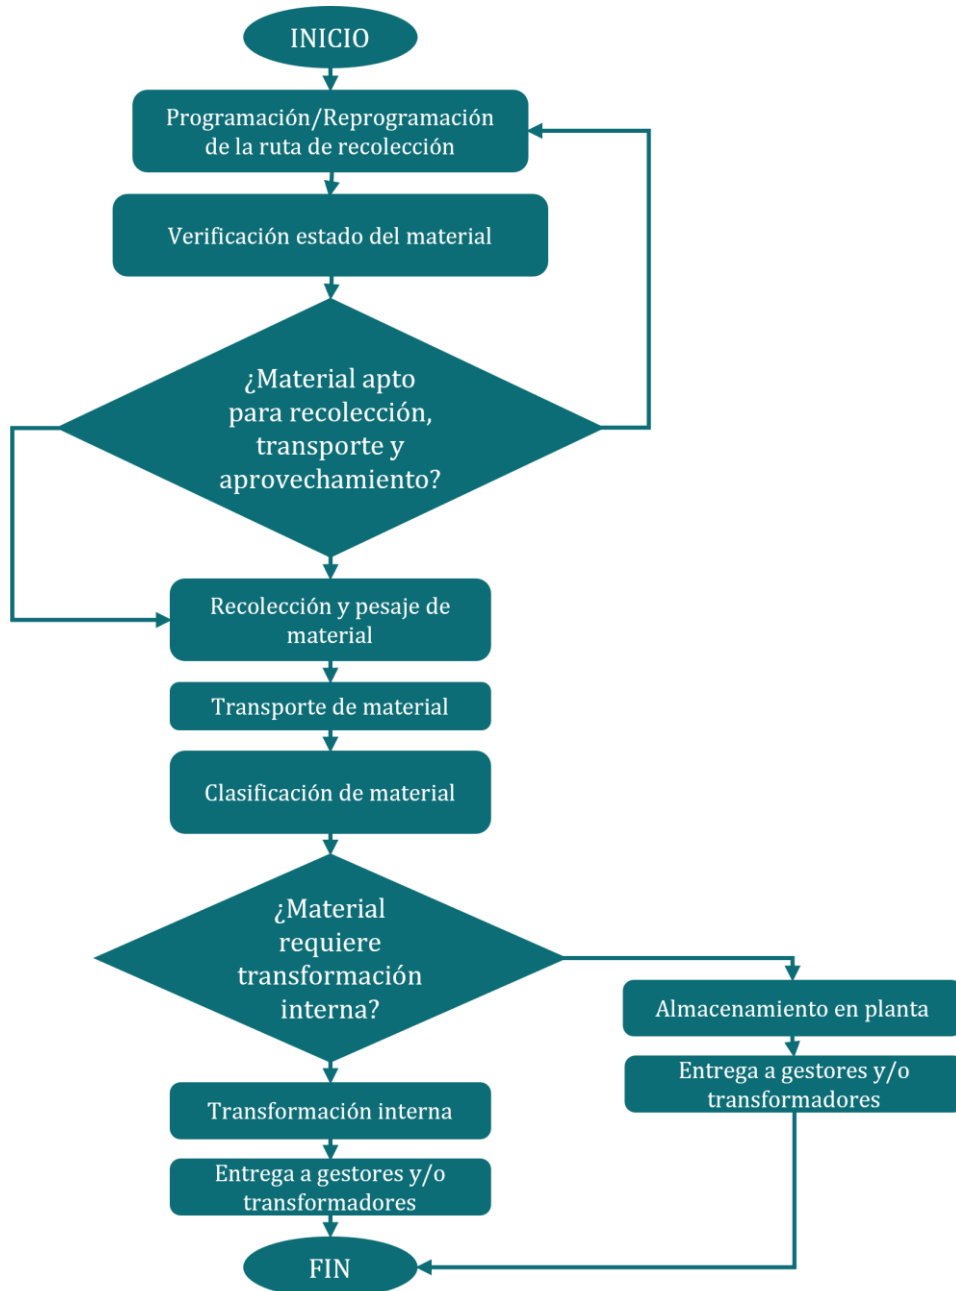 INICIO
Programación/Reprogramación
de la ruta de recolección
Verificación estado del material
¿Material apto
para recolección,
transporte y
aprovechamiento?
Recolección y pesaje de
material
Transporte de material
Clasificación de material
¿Material
requiere
transformación
interna?
Almacenamiento en planta
Entrega a gestores y/o
transformadores
Transformación interna
Entrega a gestores y/o
transformadores
FIN